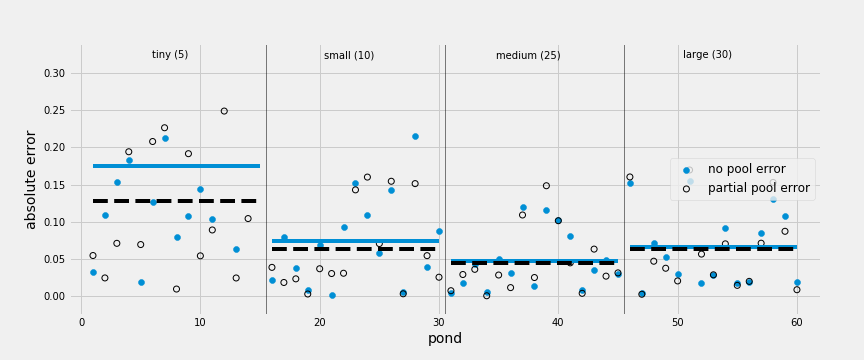 tiny (5) small (10) medium (25) large (30)
0.30
0.25
0.20
0.15
0.10
0.05
0.00
absolute error
no pool error
partial pool error
0 10 20 30 40 50 60
pond